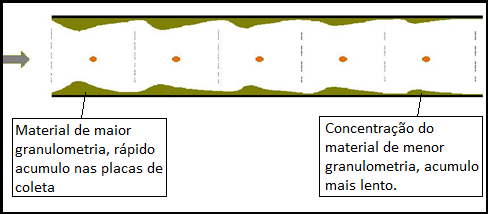 Material de maior
granulometria, rápido
acumulo nas placas de
coleta
Concentração do
material de menor
granulometria, acumulo
mais lento.